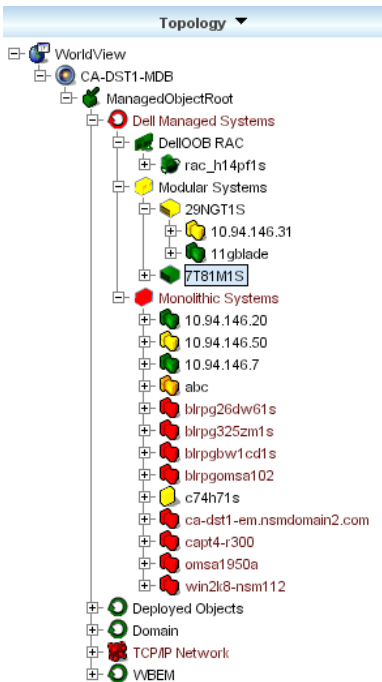 Topology
WorldView
CA-DST1-MDB
ManagedObjectRoot
Dell Managed Systems
DellOOB RAC
rac_h14pf1s
Modular Systems
29NGT1S
10.94.146.31
11gblade
7T81M1S
Monolithic Systems
10.94.146.20
10.94.146.50
10.94.146.7
abc
blrpg26dw61s
blrpg325zm1s
blrpgbw1cd1s
blrpgomsa102
c74h71s
ca-dst1-em.nsmdomain2.com
capt4-r300
omsa1950a
win2k8-nsm112
Deployed Objects
Domain
TCP/IP Network
WBEM